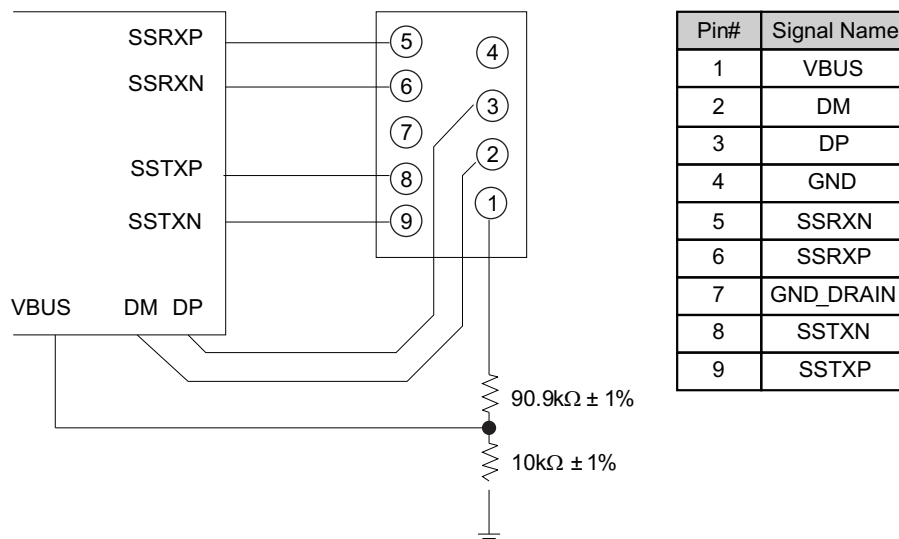 SSRXP
SSRXN
SSTXP
SSTXN
VBUS DM DP
5
6
7
8
9
4
3
2
1
90.9kΩ ± 1%
10kΩ ± 1%
Pin# Signal Name
1 VBUS
2 DM
3 DP
4 GND
5 SSRXN
6 SSRXP
7 GND_DRAIN
8 SSTXN
9 SSTXP